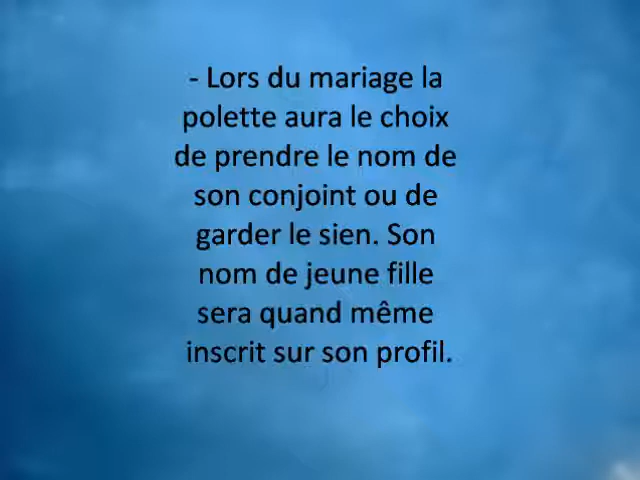 - Lors du mariage la
polette aura le choix
de prendre le nom de
son conjoint ou de
garder le sien. Son
nom de jeune fille
sera quand même
inscrit sur son profil.